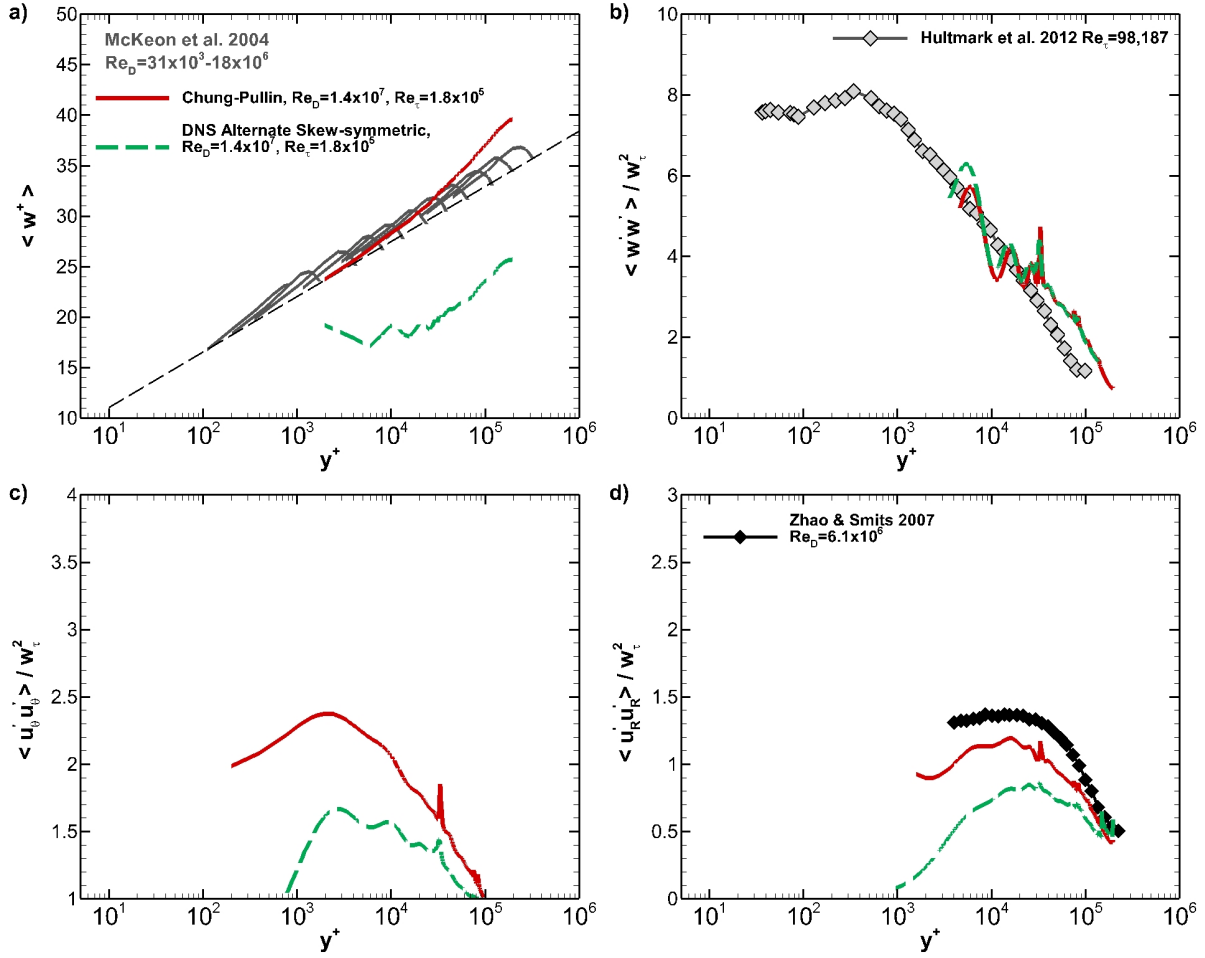 a)
McKeon et al. 2004
Re_D=31x10^3-18x10^6
Chung-Pullin, Re_D=1.4x10^7, Re_τ=1.8x10^5
DNS Alternate Skew-symmetric,
Re_D=1.4x10^7, Re_τ=1.8x10^5
50
45
40
35
30
25
20
15
10
< w^+ >
10^1 10^2 10^3 10^4 10^5 10^6
y^+
b)
Hultmark et al. 2012 Re_τ=98,187
10
8
6
4
2
0
< w'w' > / w_τ^2
10^1 10^2 10^3 10^4 10^5 10^6
y^+
c)
4
3.5
3
2.5
2
1.5
1
< u'_θ u'_θ > / w_τ^2
10^1 10^2 10^3 10^4 10^5 10^6
y^+
d)
Zhao & Smits 2007
Re_D=6.1x10^6
3
2.5
2
1.5
1
0.5
0
< u'_R u'_R > / w_τ^2
10^1 10^2 10^3 10^4 10^5 10^6
y^+